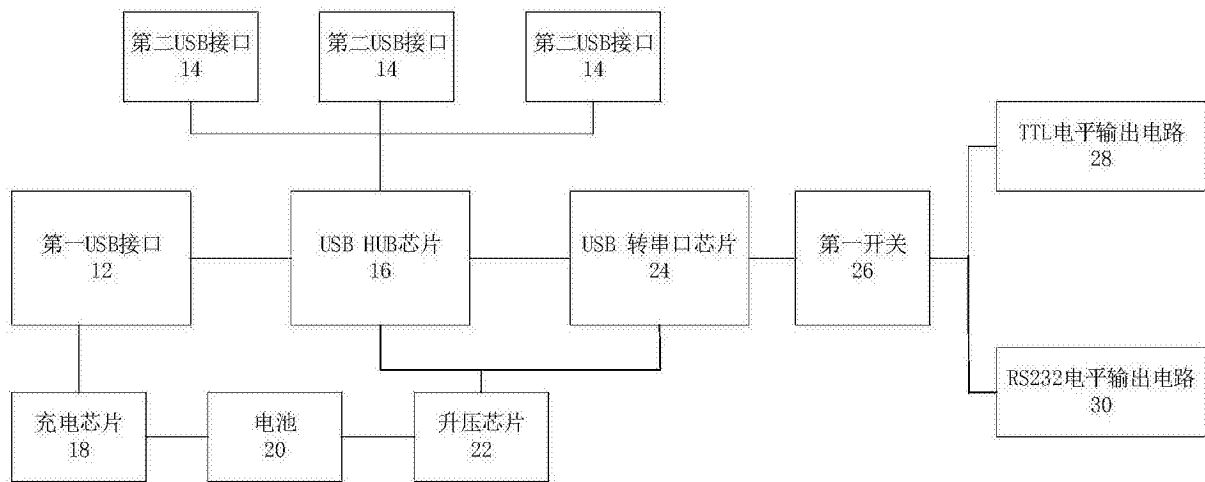 第二USB接口
14
第二USB接口
14
第二USB接口
14
TTL电平输出电路
28
第一USB接口
12
USB HUB芯片
16
USB 转串口芯片
24
第一开关
26
RS232电平输出电路
30
充电芯片
18
电池
20
升压芯片
22